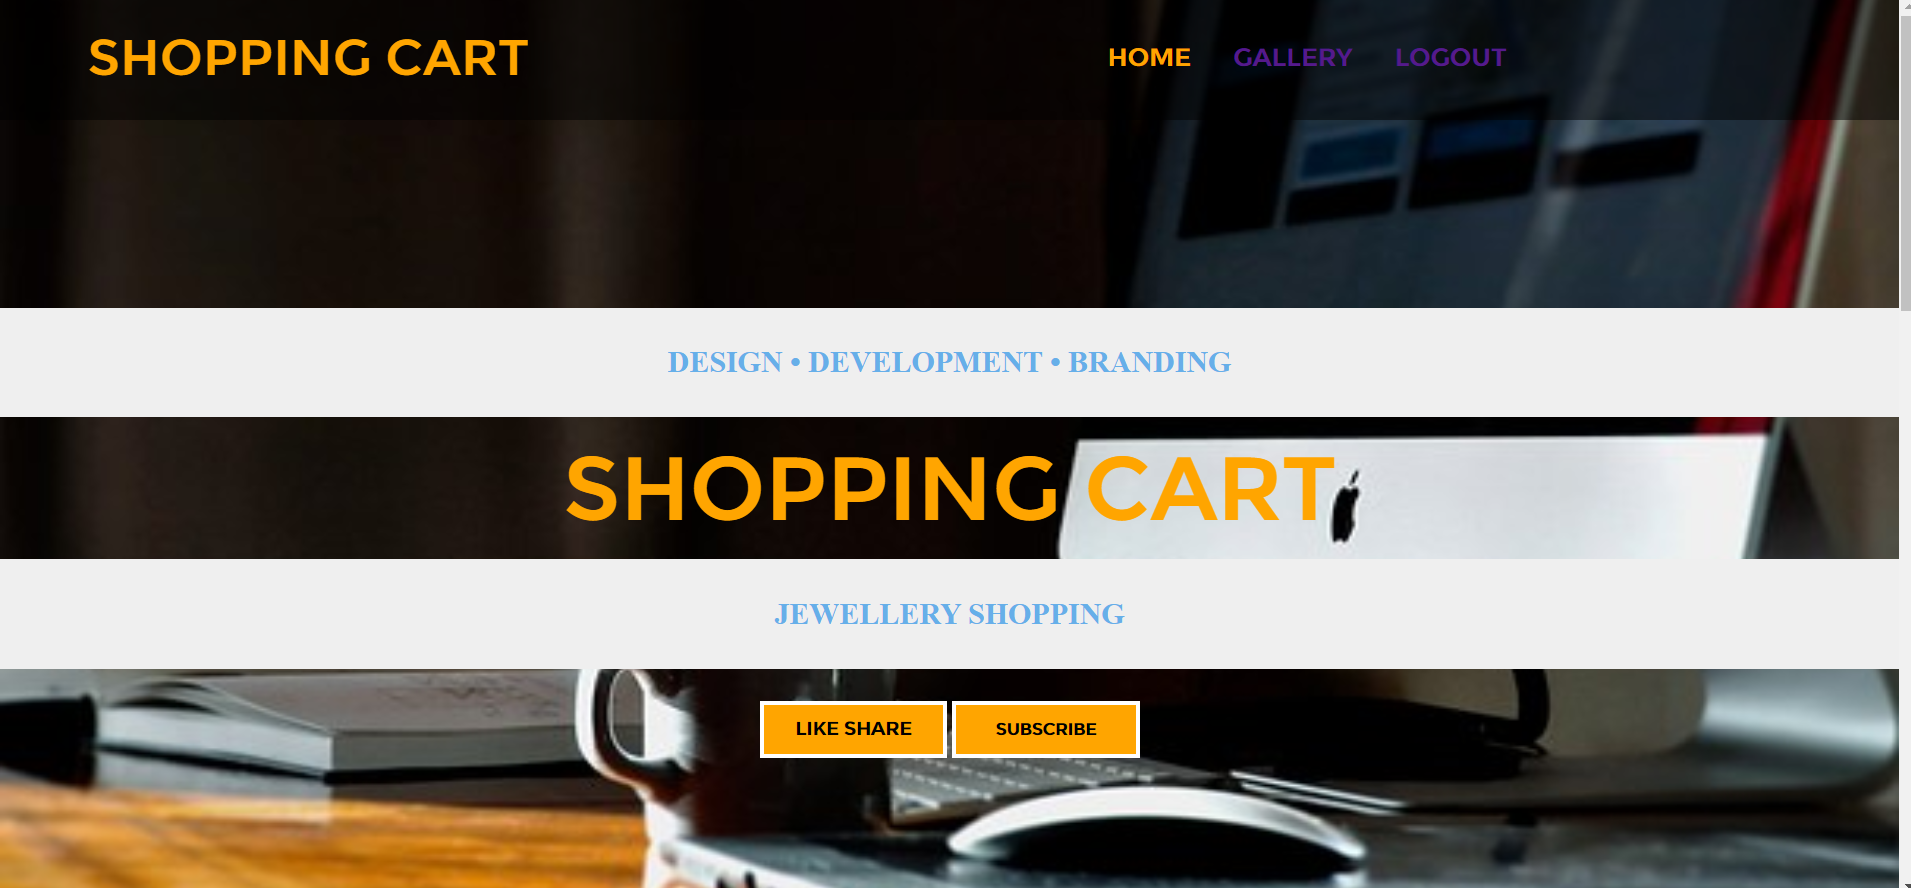 SHOPPING CART
HOME GALLERY LOGOUT
DESIGN • DEVELOPMENT • BRANDING
SHOPPING CART
JEWELLERY SHOPPING
LIKE SHARE SUBSCRIBE